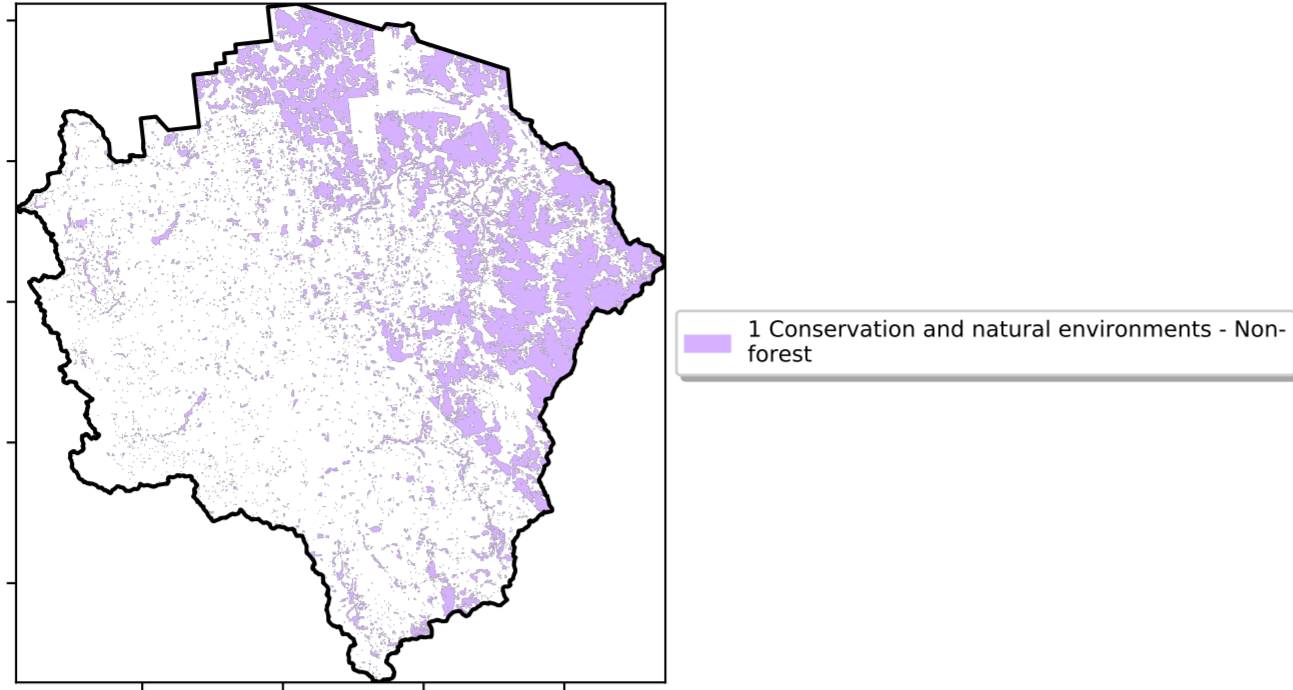 1 Conservation and natural environments - Non-
forest